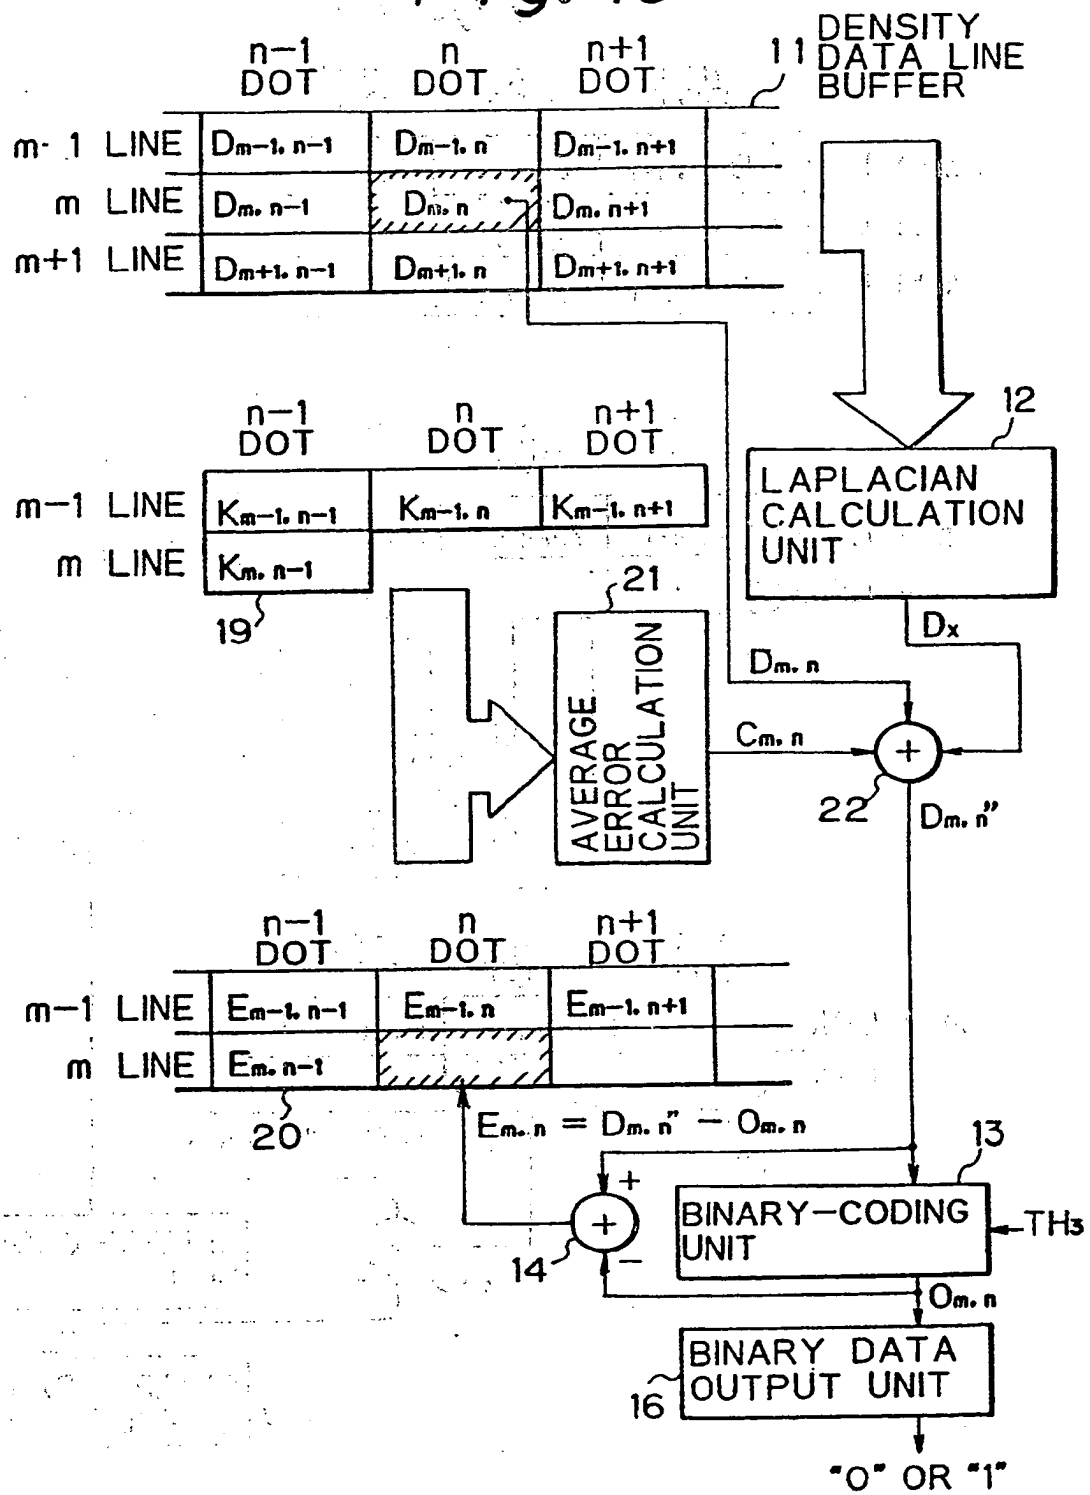 n-1 DOT n DOT n+1 DOT
11 DENSITY DATA LINE BUFFER
m-1 LINE Dm-1.n-1 Dm-1.n Dm-1.n+1
m LINE Dm.n-1 Dm.n Dm.n+1
m+1 LINE Dm+1.n-1 Dm+1.n Dm+1.n+1
n-1 DOT n DOT n+1 DOT
m-1 LINE Km-1.n-1 Km-1.n Km-1.n+1
m LINE Km.n-1
19
12
LAPLACIAN
CALCULATION
UNIT
Dx
21
AVERAGE
ERROR
CALCULATION
UNIT
Dm.n
Cm.n
+
22
Dm.n"
n-1 DOT n DOT n+1 DOT
m-1 LINE Em-1.n-1 Em-1.n Em-1.n+1
m LINE Em.n-1
20
Em.n = Dm.n" - Om.n
+
+
-
14
13
BINARY-CODING
UNIT
TH3
Om.n
BINARY DATA
OUTPUT UNIT
16
"0" OR "1"